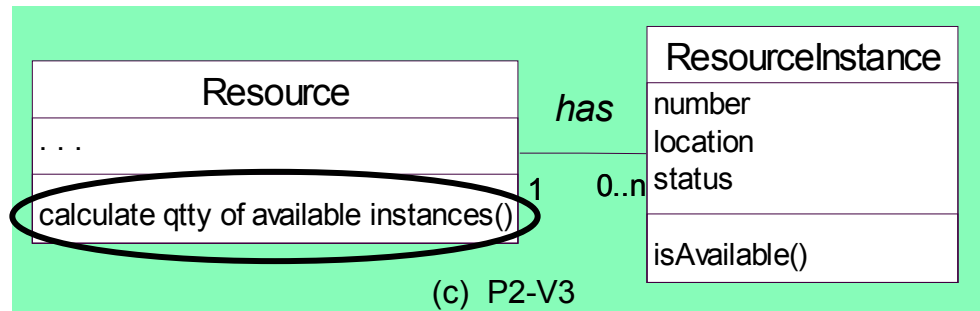 Resource
. . .
calculate qtty of available instances()
has
1
0..n
ResourceInstance
number
location
status
isAvailable()
(c) P2-V3